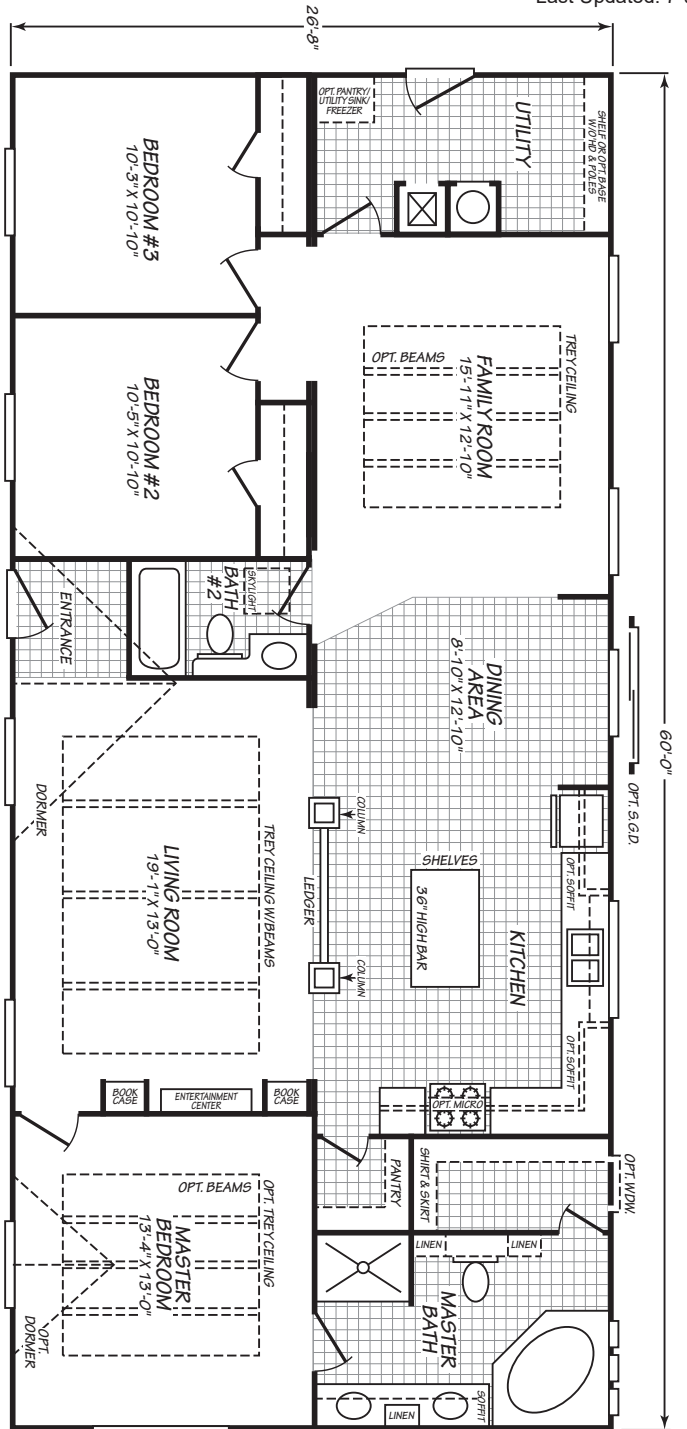 Last Updated: 7-
26'-8"
60'-0"
OPT. PANTRY/
UTILITY SINK/
FREEZER
UTILITY
SHELF OR OPT. BASE
W/O'HD & POLES
BEDROOM #3
10'-3" X 10'-10"
TREY CEILING
OPT. BEAMS
FAMILY ROOM
15'-11" X 12'-10"
BEDROOM #2
10'-5" X 10'-10"
SKYLIGHT
BATH
#2
ENTRANCE
DINING
AREA
8'-10" X 12'-10"
OPT. S.G.D.
DORMER
LIVING ROOM
19'-1" X 13'-0"
TREY CEILING W/BEAMS
COLUMN
LEDGER
COLUMN
SHELVES
36" HIGH BAR
KITCHEN
OPT. SOFFIT
OPT. SOFFIT
OPT. MICRO
BOOK
CASE
ENTERTAINMENT
CENTER
BOOK
CASE
PANTRY
SHIRT & SKIRT
OPT. WDW.
OPT. BEAMS
OPT. TREY CEILING
MASTER
BEDROOM
13'-4" X 13'-0"
OPT.
DORMER
LINEN
LINEN
MASTER
BATH
SOFFIT
LINEN